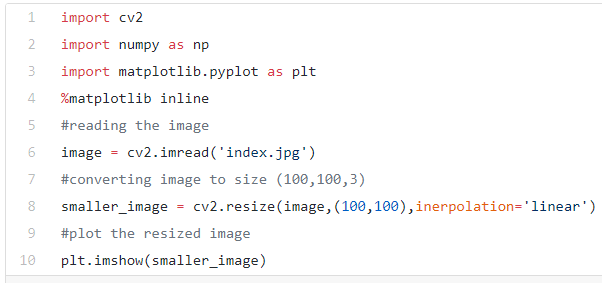 1 import cv2
2 import numpy as np
3 import matplotlib.pyplot as plt
4 %matplotlib inline
5 #reading the image
6 image = cv2.imread('index.jpg')
7 #converting image to size (100,100,3)
8 smaller_image = cv2.resize(image,(100,100),inerpolation='linear')
9 #plot the resized image
10 plt.imshow(smaller_image)